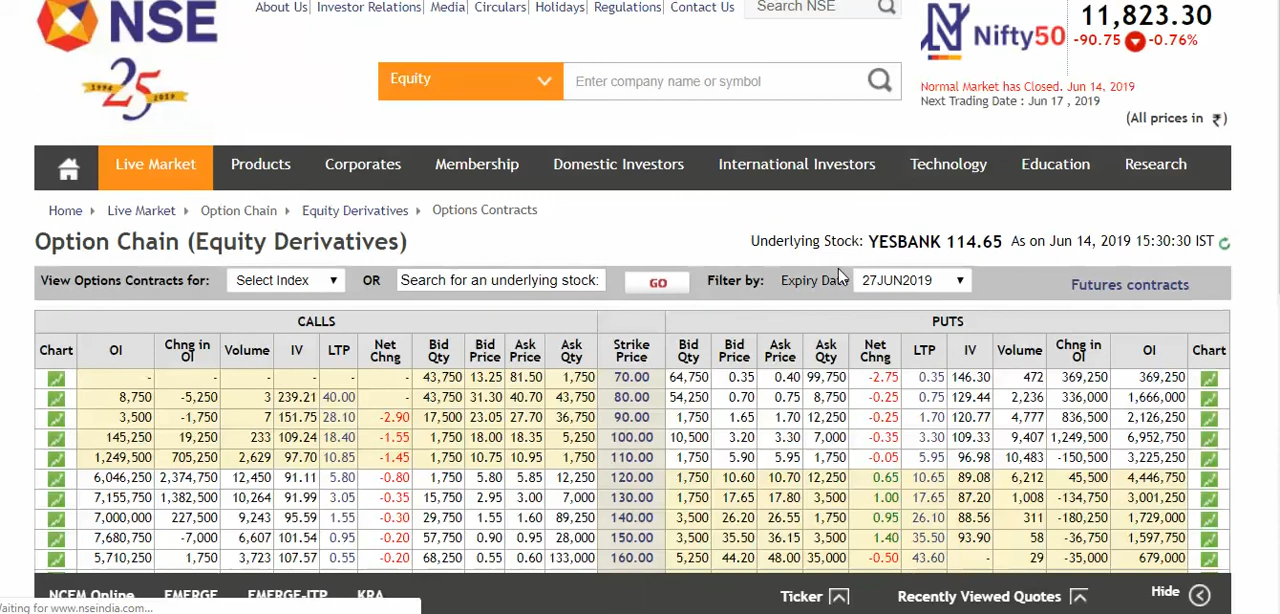 NSE
1994 25 2019
About Us| Investor Relations| Media| Circulars| Holidays| Regulations| Contact Us
Search NSE
Nifty50
11,823.30
-90.75 -0.76%
Equity
Enter company name or symbol
Normal Market has Closed. Jun 14, 2019
Next Trading Date : Jun 17 , 2019
(All prices in ₹)
Live Market Products Corporates Membership Domestic Investors International Investors Technology Education Research
Home Live Market Option Chain Equity Derivatives Options Contracts
Option Chain (Equity Derivatives)
Underlying Stock: YESBANK 114.65 As on Jun 14, 2019 15:30:30 IST
View Options Contracts for: Select Index OR Search for an underlying stock: GO Filter by: Expiry Date 27JUN2019 Futures contracts
CALLS PUTS
Chart OI Chng in OI Volume IV LTP Net Chng Bid Qty Bid Price Ask Price Ask Qty Strike Price Bid Qty Bid Price Ask Price Ask Qty Net Chng LTP IV Volume Chng in OI OI Chart
- - - - - - 43,750 13.25 81.50 1,750 70.00 64,750 0.35 0.40 99,750 -2.75 0.35 146.30 472 369,250 369,250
8,750 -5,250 3 239.21 40.00 - 43,750 31.30 40.70 43,750 80.00 54,250 0.70 0.75 8,750 -0.25 0.75 129.44 2,236 336,000 1,666,000
3,500 -1,750 7 151.75 28.10 -2.90 17,500 23.05 27.70 36,750 90.00 1,750 1.65 1.70 12,250 -0.25 1.70 120.77 4,777 836,500 2,126,250
145,250 19,250 233 109.24 18.40 -1.55 1,750 18.00 18.35 5,250 100.00 10,500 3.20 3.30 7,000 -0.35 3.30 109.33 9,407 1,249,500 6,952,750
1,249,500 705,250 2,629 97.70 10.85 -1.45 1,750 10.75 10.95 1,750 110.00 1,750 5.90 5.95 1,750 -0.05 5.95 96.98 10,483 -150,500 3,225,250
6,046,250 2,374,750 12,450 91.11 5.80 -0.80 1,750 5.80 5.85 12,250 120.00 1,750 10.60 10.70 12,250 0.65 10.65 89.08 6,212 45,500 4,446,750
7,155,750 1,382,500 10,264 91.99 3.05 -0.35 15,750 2.95 3.00 7,000 130.00 1,750 17.65 17.80 3,500 1.00 17.65 87.20 1,008 -134,750 3,001,250
7,000,000 227,500 9,243 95.59 1.55 -0.30 29,750 1.55 1.60 89,250 140.00 3,500 26.20 26.55 1,750 0.95 26.10 88.56 311 -180,250 1,729,000
7,680,750 -7,000 6,607 101.54 0.95 -0.20 57,750 0.90 0.95 28,000 150.00 3,500 35.50 36.15 3,500 1.40 35.50 93.90 58 -36,750 1,597,750
5,710,250 1,750 3,723 107.57 0.55 -0.20 68,250 0.55 0.60 133,000 160.00 5,250 44.20 48.00 35,000 -0.50 43.60 - 29 -35,000 679,000
NCFM Online EMERGE EMERGE-ITP KRA Ticker Recently Viewed Quotes Hide
Waiting for www.nseindia.com...